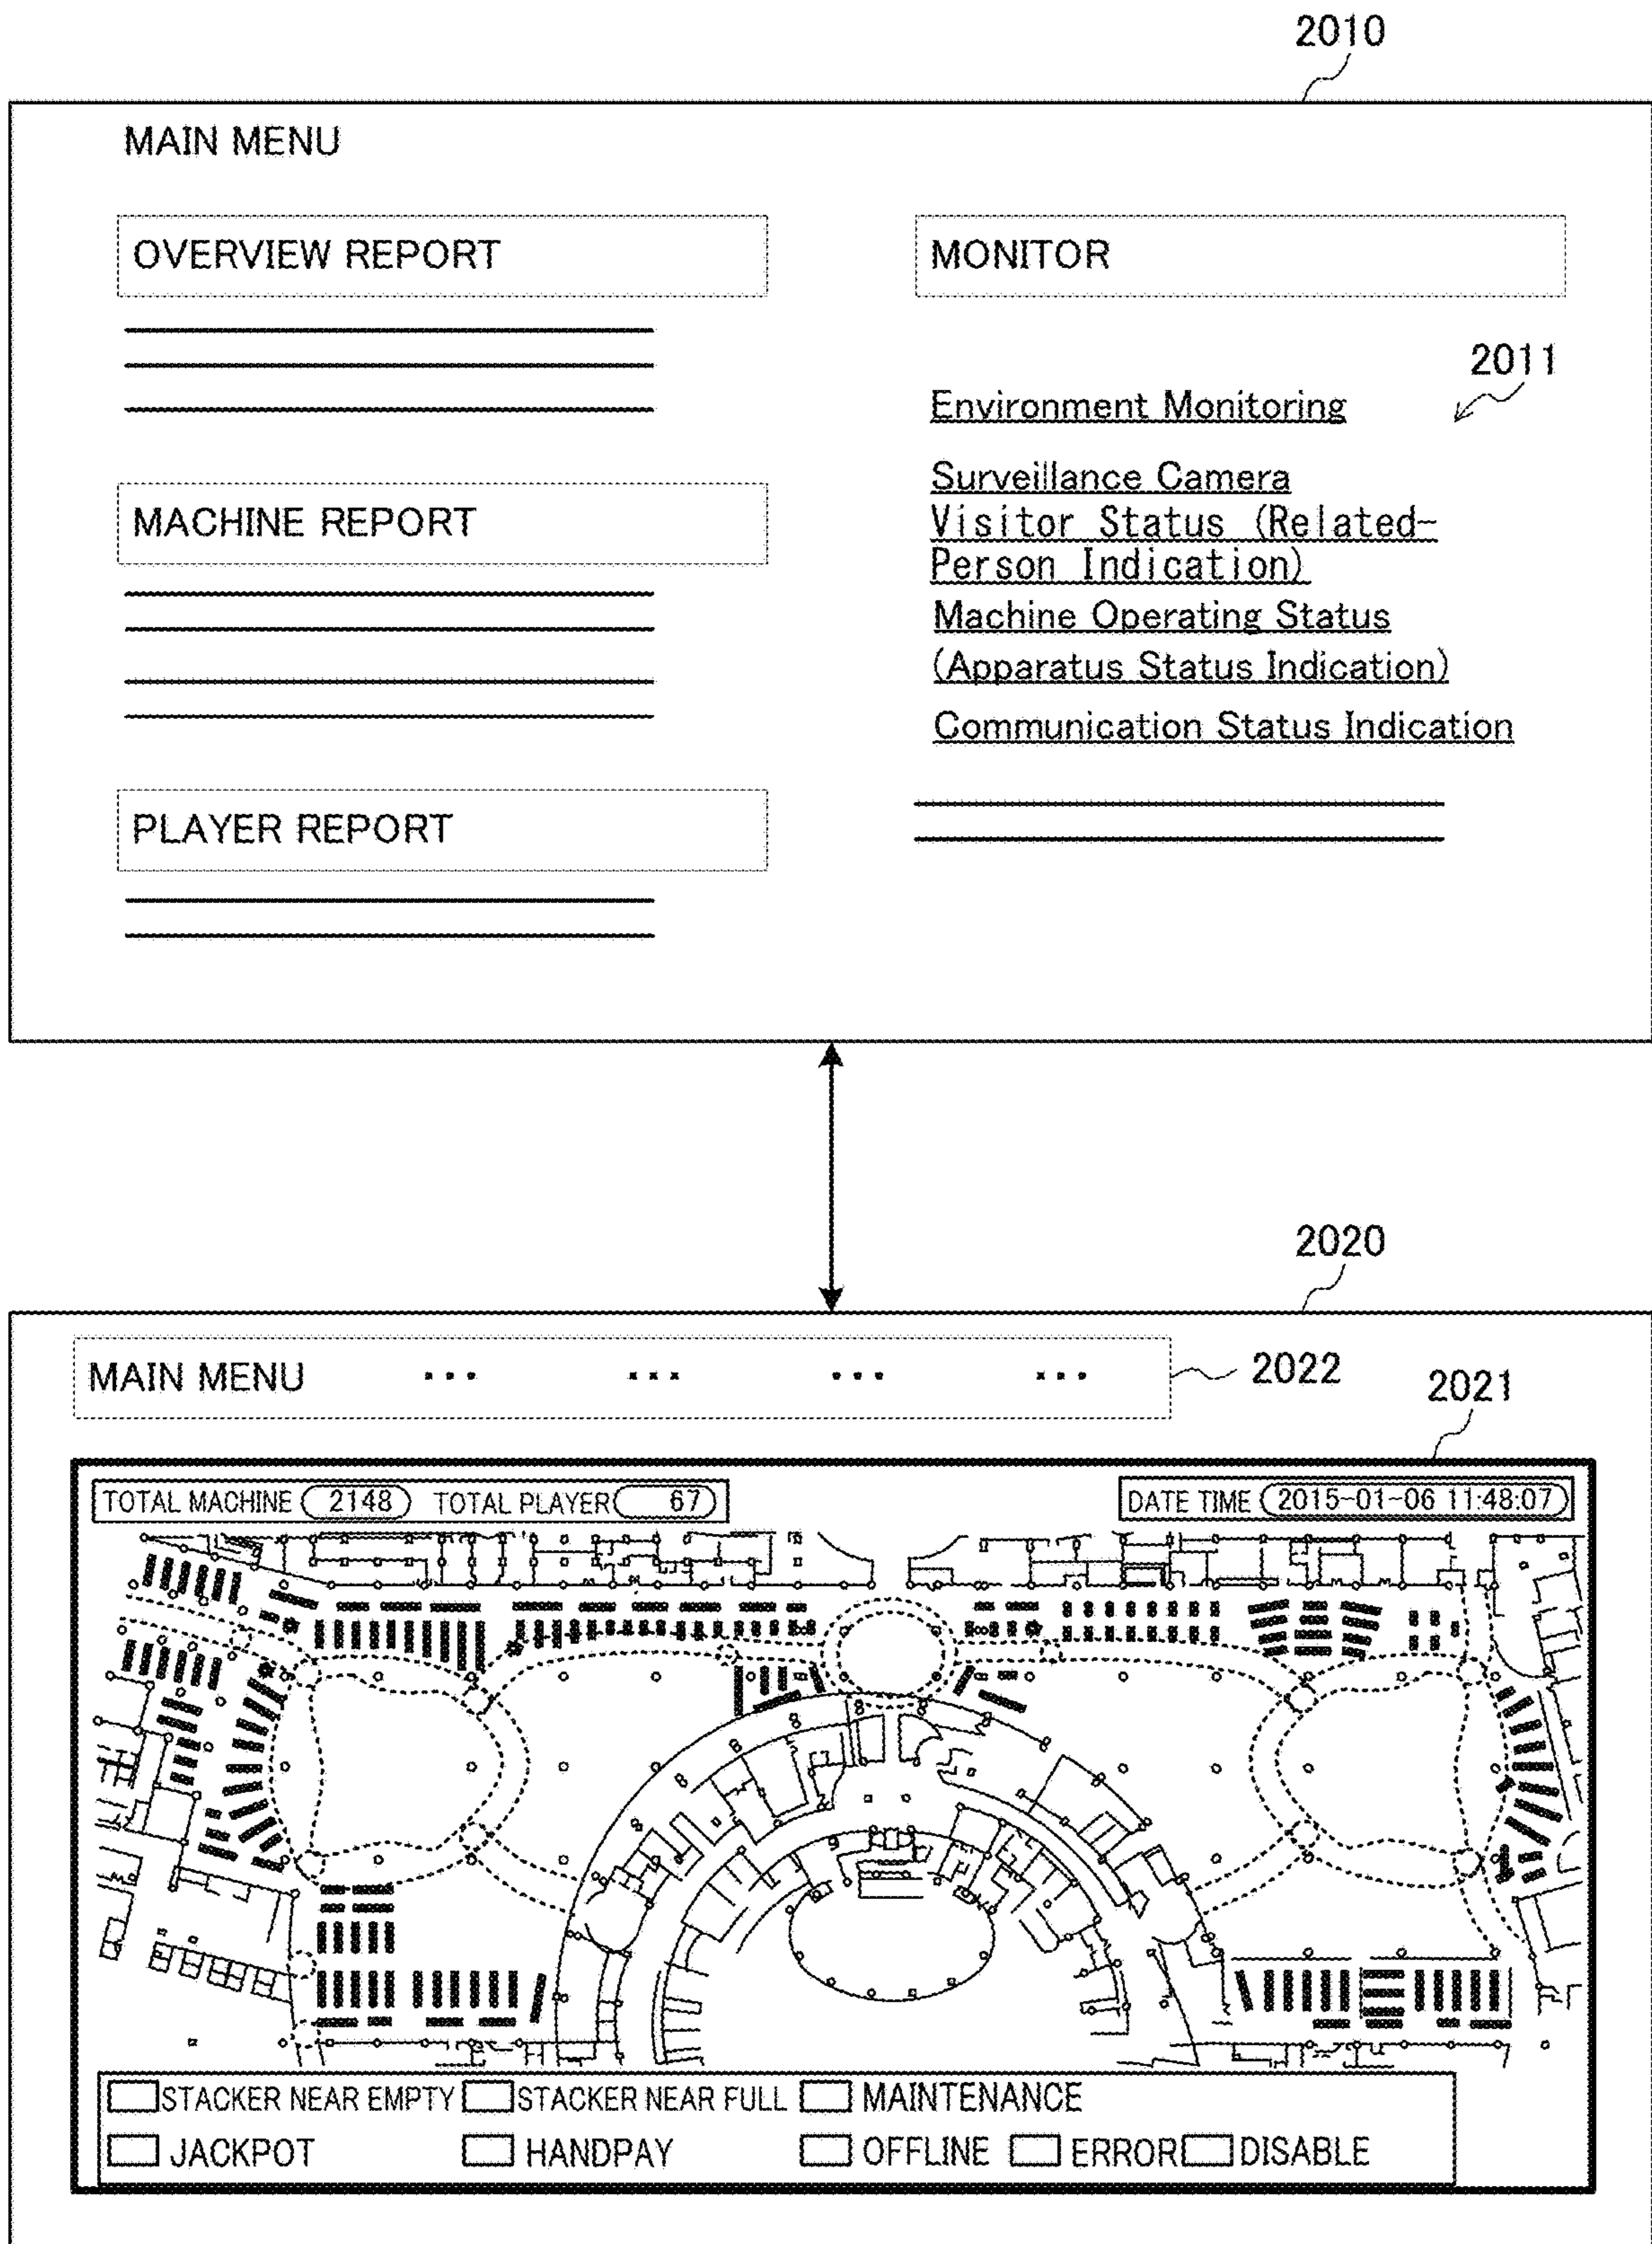 2010
MAIN MENU
OVERVIEW REPORT
MACHINE REPORT
PLAYER REPORT
MONITOR
2011
Environment Monitoring
Surveillance Camera
Visitor Status (Related-
Person Indication)
Machine Operating Status
(Apparatus Status Indication)
Communication Status Indication
2020
MAIN MENU ... ... ... ...
2022
2021
TOTAL MACHINE 2148 TOTAL PLAYER 67
DATE TIME 2015-01-06 11:48:07
STACKER NEAR EMPTY STACKER NEAR FULL MAINTENANCE
JACKPOT HANDPAY OFFLINE ERROR DISABLE